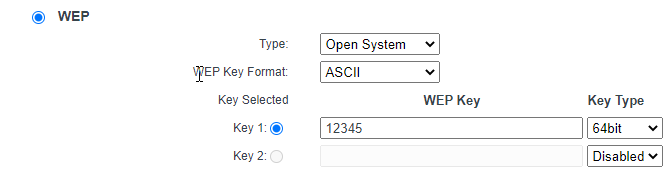 WEP
Type: Open System
WEP Key Format: ASCII
Key Selected WEP Key Key Type
Key 1: 12345 64bit
Key 2: Disabled